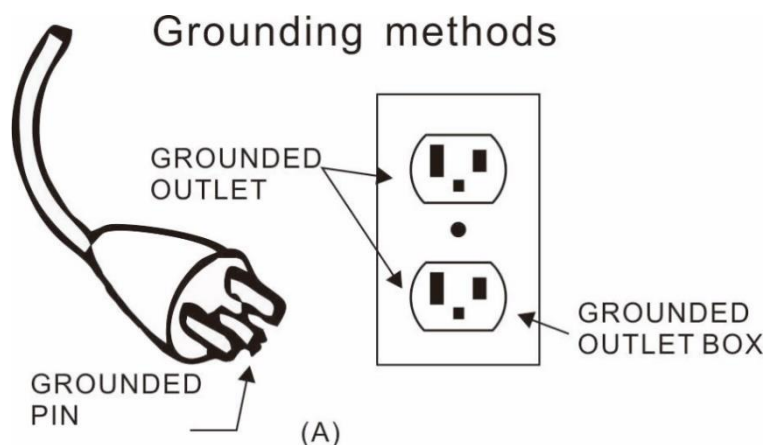 Grounding methods
GROUNDED
OUTLET
GROUNDED
OUTLET BOX
GROUNDED
PIN
(A)